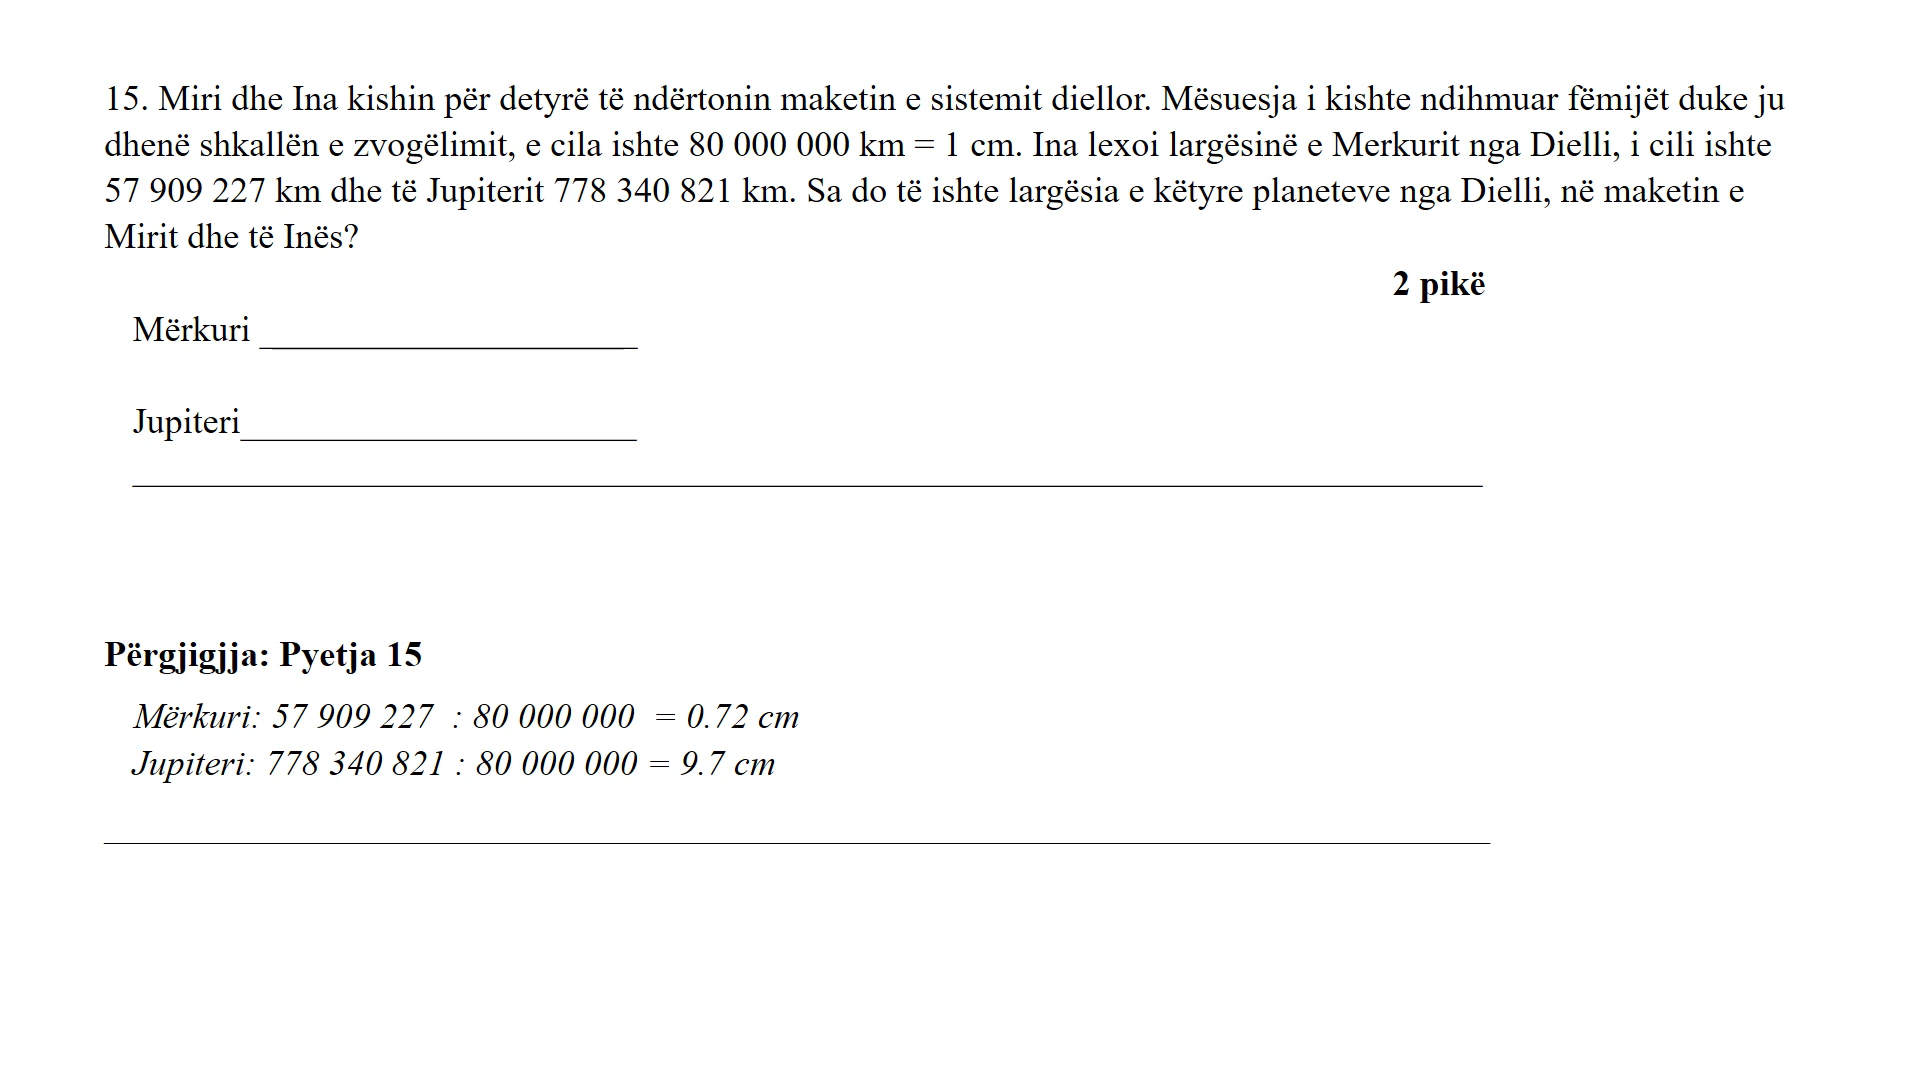 15. Miri dhe Ina kishin për detyrë të ndërtonin maketin e sistemit diellor. Mësuesja i kishte ndihmuar fëmijët duke ju
dhenë shkallën e zvogëlimit, e cila ishte 80 000 000 km = 1 cm. Ina lexoi largësinë e Merkurit nga Dielli, i cili ishte
57 909 227 km dhe të Jupiterit 778 340 821 km. Sa do të ishte largësia e këtyre planeteve nga Dielli, në maketin e
Mirit dhe të Inës?
2 pikë
Mërkuri ____________________
Jupiteri_____________________
Përgjigjja: Pyetja 15
Mërkuri: 57 909 227 : 80 000 000 = 0.72 cm
Jupiteri: 778 340 821 : 80 000 000 = 9.7 cm